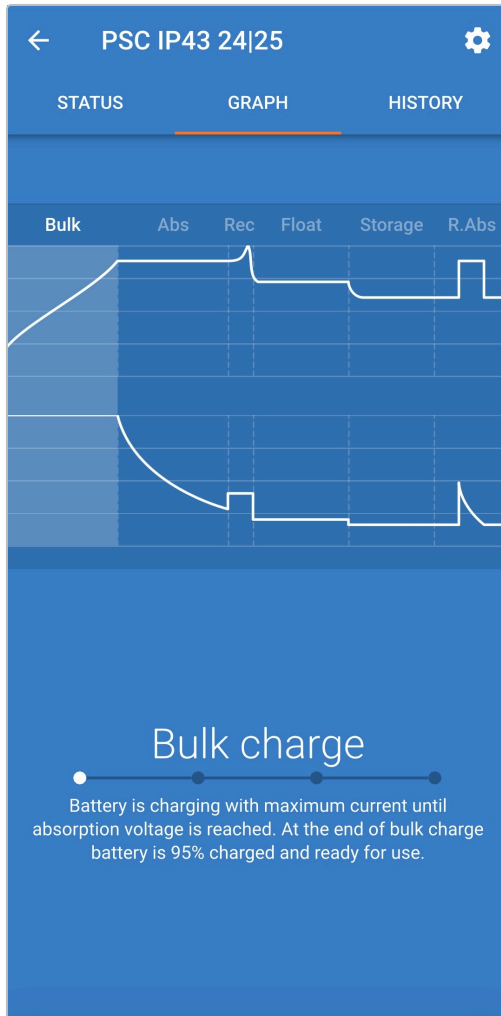 PSC IP43 24|25
STATUS GRAPH HISTORY
Bulk Abs Rec Float Storage R.Abs
Bulk charge
Battery is charging with maximum current until
absorption voltage is reached. At the end of bulk charge
battery is 95% charged and ready for use.